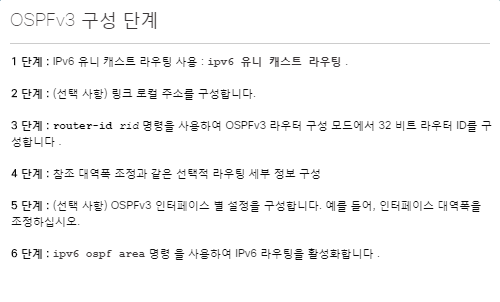 OSPFv3 구성 단계
1 단계 : IPv6 유니 캐스트 라우팅 사용 : ipv6 유니 캐스트 라우팅 .
2 단계 : (선택 사항) 링크 로컬 주소를 구성합니다.
3 단계 : router-id rid 명령을 사용하여 OSPFv3 라우터 구성 모드에서 32 비트 라우터 ID를 구
성합니다 .
4 단계 : 참조 대역폭 조정과 같은 선택적 라우팅 세부 정보 구성
5 단계 : (선택 사항) OSPFv3 인터페이스 별 설정을 구성합니다. 예를 들어, 인터페이스 대역폭을
조정하십시오.
6 단계 : ipv6 ospf area 명령 을 사용하여 IPv6 라우팅을 활성화합니다 .